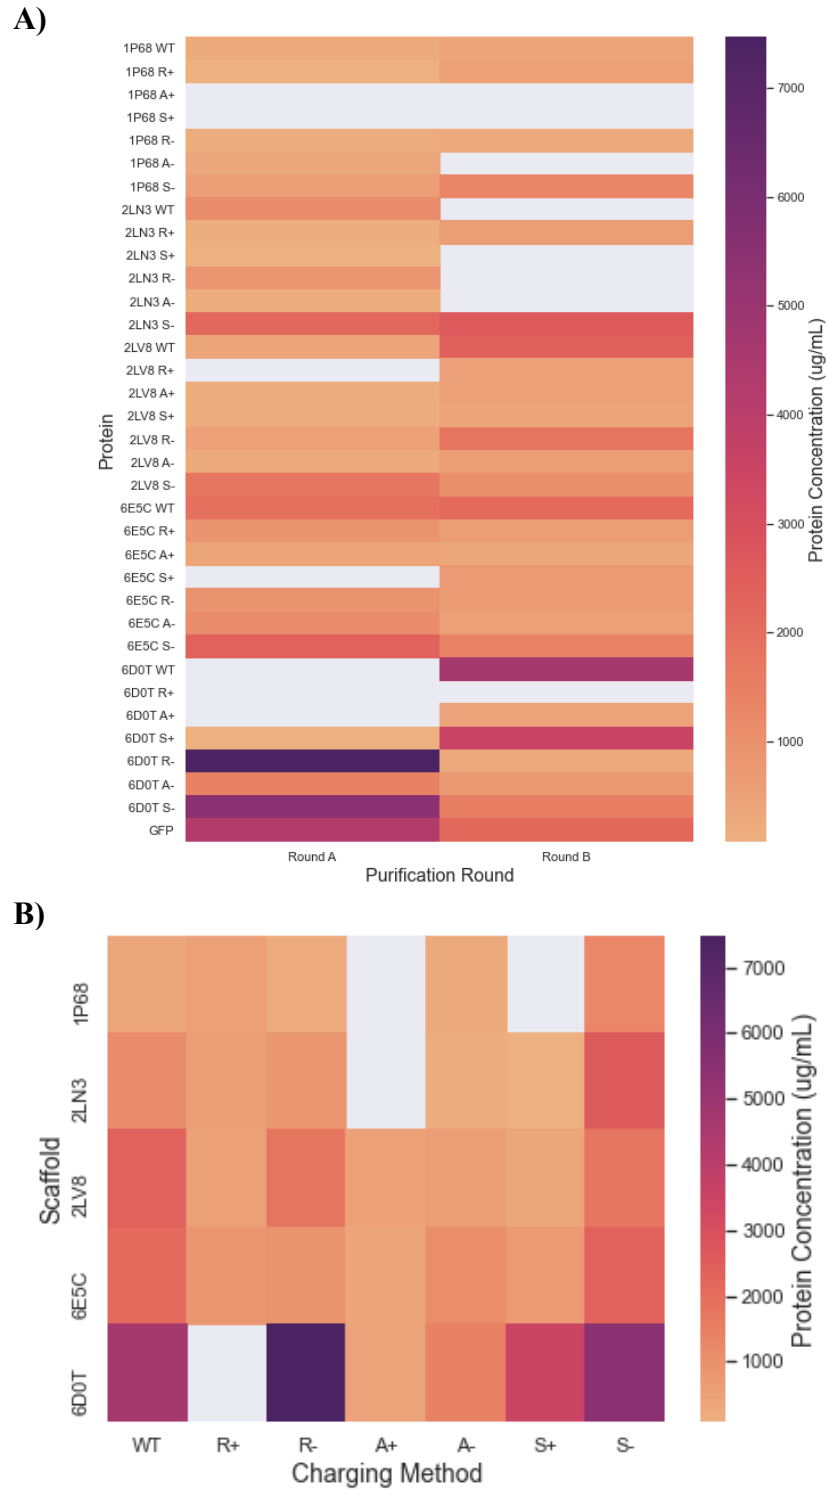 A)
1P68 WT
1P68 R+
1P68 A+
1P68 S+
1P68 R-
1P68 A-
1P68 S-
2LN3 WT
2LN3 R+
2LN3 S+
2LN3 R-
2LN3 A-
2LN3 S-
2LV8 WT
2LV8 R+
2LV8 A+
2LV8 S+
2LV8 R-
2LV8 A-
2LV8 S-
6E5C WT
6E5C R+
6E5C A+
6E5C S+
6E5C R-
6E5C A-
6E5C S-
6D0T WT
6D0T R+
6D0T A+
6D0T S+
6D0T R-
6D0T A-
6D0T S-
GFP
Protein
Round A
Round B
Purification Round
7000
6000
5000
4000
3000
2000
1000
Protein Concentration (ug/mL)
B)
1P68
2LN3
2LV8
6E5C
6D0T
Scaffold
WT
R+
R-
A+
A-
S+
S-
Charging Method
7000
6000
5000
4000
3000
2000
1000
Protein Concentration (ug/mL)